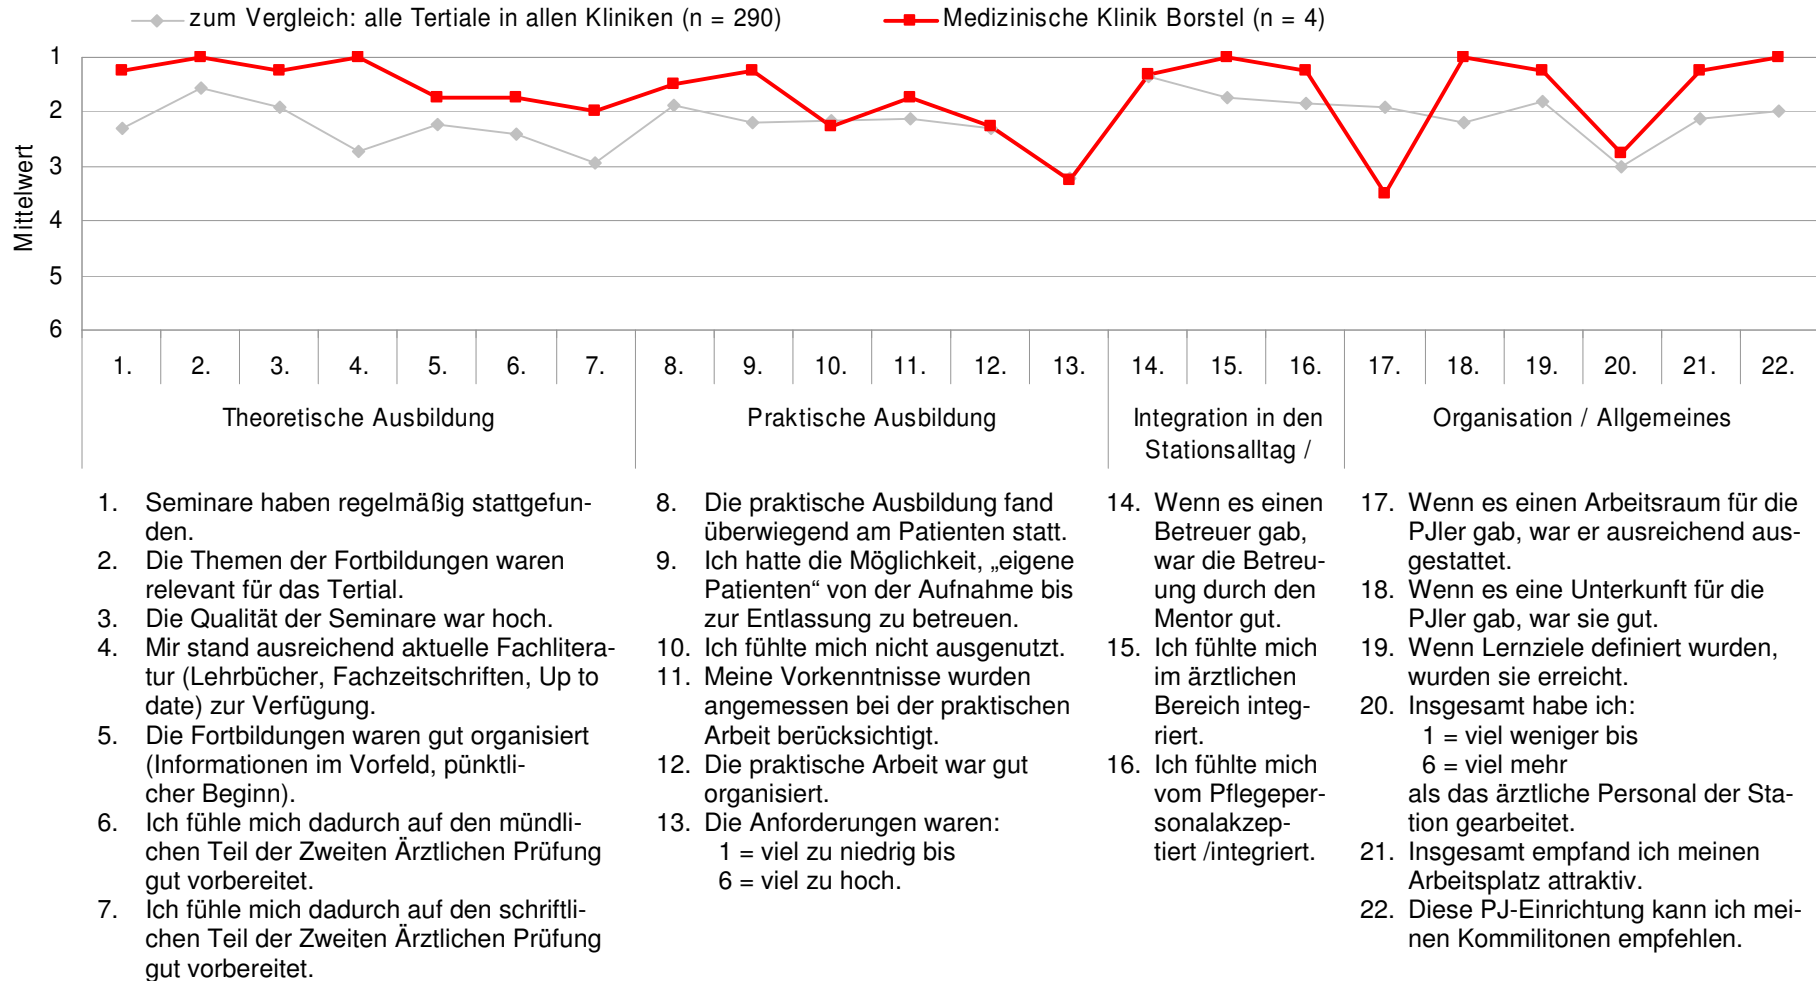 zum Vergleich: alle Tertiale in allen Kliniken (n = 290)
Medizinische Klinik Borstel (n = 4)
Mittelwert
1
2
3
4
5
6
1. 2. 3. 4. 5. 6. 7. 8. 9. 10. 11. 12. 13. 14. 15. 16. 17. 18. 19. 20. 21. 22.
Theoretische Ausbildung
Praktische Ausbildung
Integration in den
Stationsalltag /
Organisation / Allgemeines
1. Seminare haben regelmäßig stattgefun-
den.
2. Die Themen der Fortbildungen waren
relevant für das Tertial.
3. Die Qualität der Seminare war hoch.
4. Mir stand ausreichend aktuelle Fachlitera-
tur (Lehrbücher, Fachzeitschriften, Up to
date) zur Verfügung.
5. Die Fortbildungen waren gut organisiert
(Informationen im Vorfeld, pünktli-
cher Beginn).
6. Ich fühle mich dadurch auf den mündli-
chen Teil der Zweiten Ärztlichen Prüfung
gut vorbereitet.
7. Ich fühle mich dadurch auf den schriftli-
chen Teil der Zweiten Ärztlichen Prüfung
gut vorbereitet.
8. Die praktische Ausbildung fand
überwiegend am Patienten statt.
9. Ich hatte die Möglichkeit, „eigene
Patienten“ von der Aufnahme bis
zur Entlassung zu betreuen.
10. Ich fühlte mich nicht ausgenutzt.
11. Meine Vorkenntnisse wurden
angemessen bei der praktischen
Arbeit berücksichtigt.
12. Die praktische Arbeit war gut
organisiert.
13. Die Anforderungen waren:
1 = viel zu niedrig bis
6 = viel zu hoch.
14. Wenn es einen
Betreuer gab,
war die Betreu-
ung durch den
Mentor gut.
15. Ich fühlte mich
im ärztlichen
Bereich integ-
riert.
16. Ich fühlte mich
vom Pflegeper-
sonalakzep-
tiert /integriert.
17. Wenn es einen Arbeitsraum für die
PJler gab, war er ausreichend aus-
gestattet.
18. Wenn es eine Unterkunft für die
PJler gab, war sie gut.
19. Wenn Lernziele definiert wurden,
wurden sie erreicht.
20. Insgesamt habe ich:
1 = viel weniger bis
6 = viel mehr
als das ärztliche Personal der Sta-
tion gearbeitet.
21. Insgesamt empfand ich meinen
Arbeitsplatz attraktiv.
22. Diese PJ-Einrichtung kann ich mei-
nen Kommilitonen empfehlen.